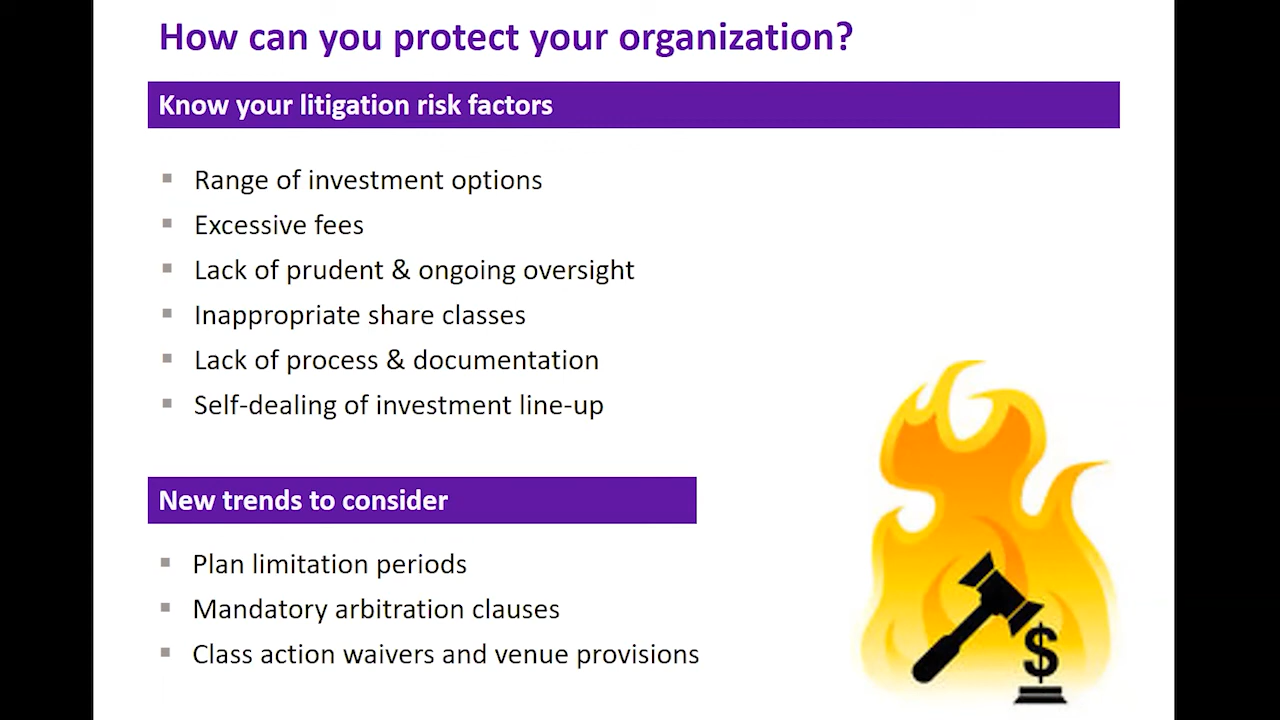 How can you protect your organization?
Know your litigation risk factors
▪ Range of investment options
▪ Excessive fees
▪ Lack of prudent & ongoing oversight
▪ Inappropriate share classes
▪ Lack of process & documentation
▪ Self-dealing of investment line-up
New trends to consider
▪ Plan limitation periods
▪ Mandatory arbitration clauses
▪ Class action waivers and venue provisions
$